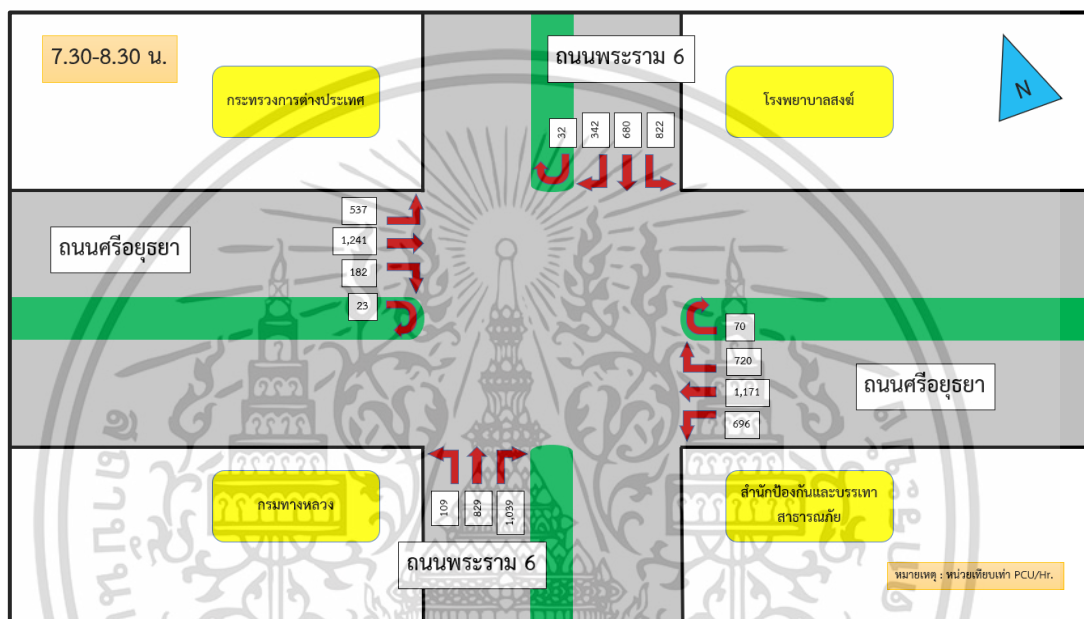 7.30-8.30 น.
ถนนพระราม 6
N
กระทรวงการต่างประเทศ
โรงพยาบาลสงฆ์
32
342
680
822
ถนนศรีอยุธยา
537
1,241
182
23
70
720
1,171
696
ถนนศรีอยุธยา
109
829
1,039
กรมทางหลวง
สำนักป้องกันและบรรเทา
สาธารณภัย
ถนนพระราม 6
หมายเหตุ : หน่วยเทียบเท่า PCU/Hr.